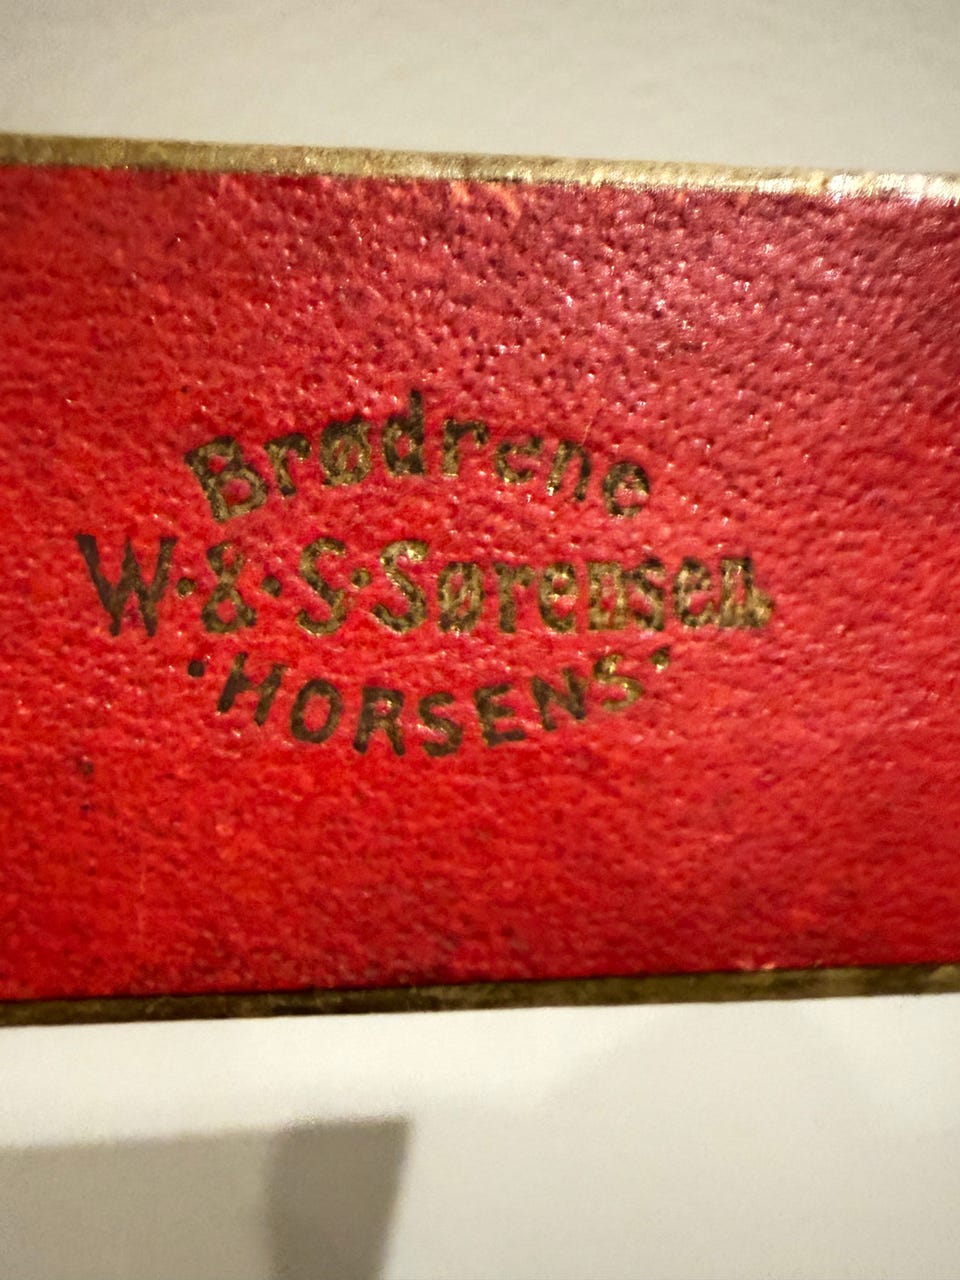 Brødrene
W. & S. Sørensen.
HORSENS